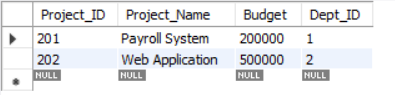 Project_ID Project_Name Budget Dept_ID
201 Payroll System 200000 1
202 Web Application 500000 2
NULL NULL NULL NULL